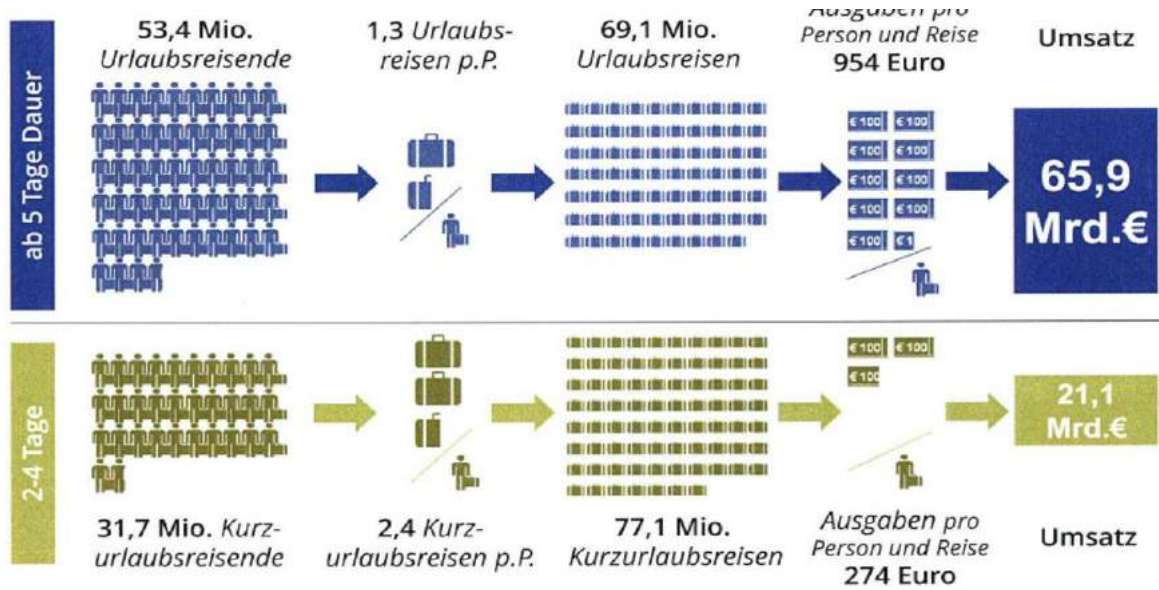 53,4 Mio.
Urlaubsreisende
1,3 Urlaubs-
reisen p.P.
69,1 Mio.
Urlaubsreisen
Ausgaben pro
Person und Reise
954 Euro
Umsatz
ab 5 Tage Dauer
€ 100 € 100
€ 100 € 100
€ 100 € 100
€ 100 € 100
€ 100 € 1
65,9
Mrd.€
2-4 Tage
€ 100 € 100
€ 100
21,1
Mrd.€
31,7 Mio. Kurz-
urlaubsreisende
2,4 Kurz-
urlaubsreisen p.P.
77,1 Mio.
Kurzurlaubsreisen
Ausgaben pro
Person und Reise
274 Euro
Umsatz